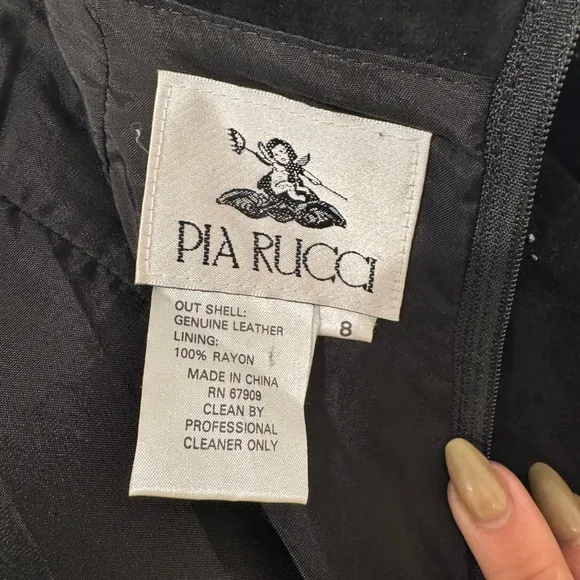 PIA RUCCI
8
OUT SHELL:
GENUINE LEATHER
LINING:
100% RAYON
MADE IN CHINA
RN 67909
CLEAN BY
PROFESSIONAL
CLEANER ONLY